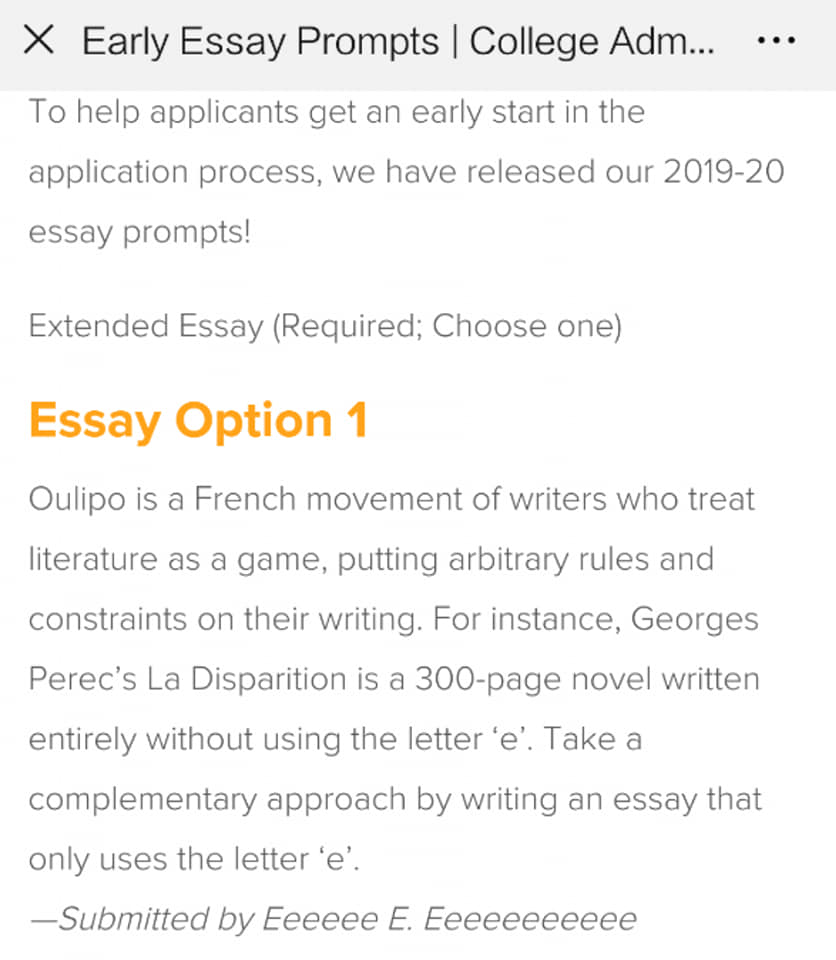 Early Essay Prompts | College Adm...
To help applicants get an early start in the
application process, we have released our 2019-20
essay prompts!
Extended Essay (Required; Choose one)
Essay Option 1
Oulipo is a French movement of writers who treat
literature as a game, putting arbitrary rules and
constraints on their writing. For instance, Georges
Perec’s La Disparition is a 300-page novel written
entirely without using the letter ‘e’. Take a
complementary approach by writing an essay that
only uses the letter ‘e’.
—Submitted by Eeeeee E. Eeeeeeeeeee